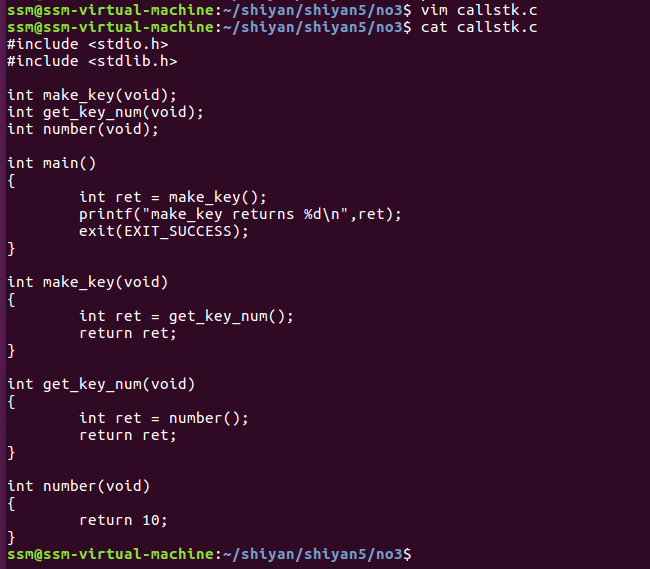 ssm@ssm-virtual-machine:~/shiyan/shiyan5/no3$ vim callstk.c
ssm@ssm-virtual-machine:~/shiyan/shiyan5/no3$ cat callstk.c
#include <stdio.h>
#include <stdlib.h>

int make_key(void);
int get_key_num(void);
int number(void);

int main()
{
        int ret = make_key();
        printf("make_key returns %d\n",ret);
        exit(EXIT_SUCCESS);
}

int make_key(void)
{
        int ret = get_key_num();
        return ret;
}

int get_key_num(void)
{
        int ret = number();
        return ret;
}

int number(void)
{
        return 10;
}
ssm@ssm-virtual-machine:~/shiyan/shiyan5/no3$